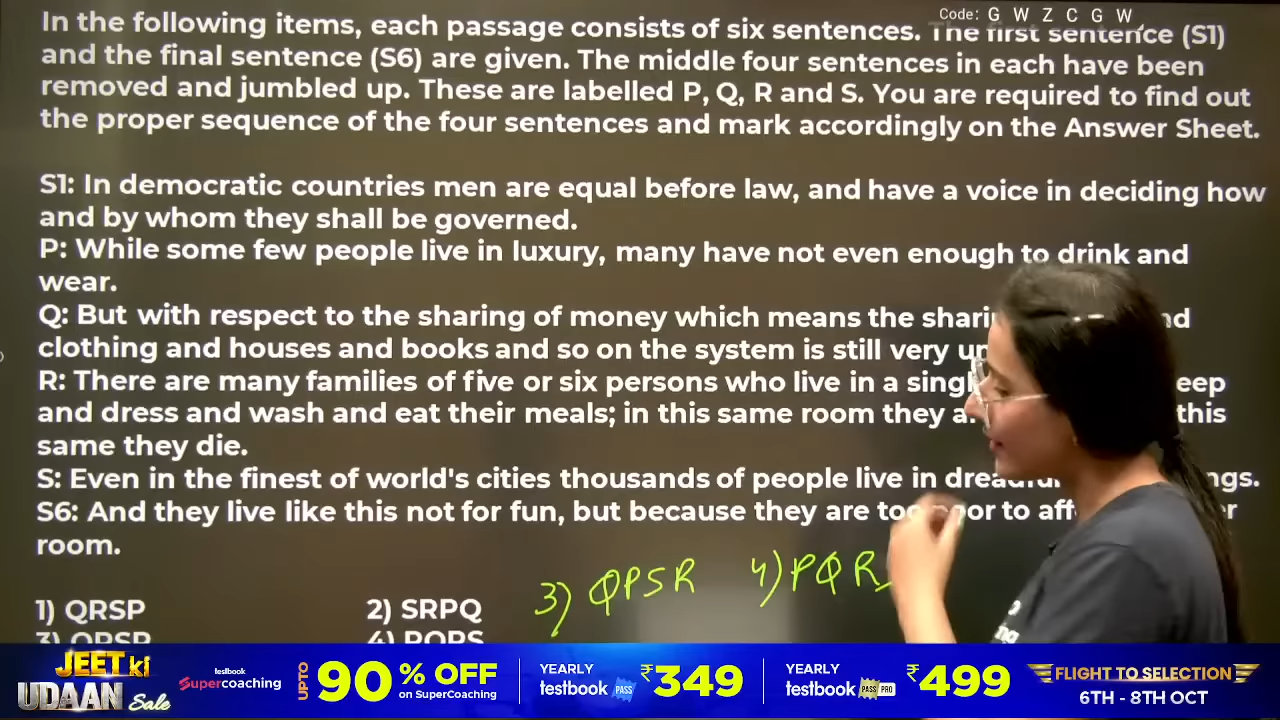 Code: G W Z C G W
In the following items, each passage consists of six sentences. The first sentence (S1)
and the final sentence (S6) are given. The middle four sentences in each have been
removed and jumbled up. These are labelled P, Q, R and S. You are required to find out
the proper sequence of the four sentences and mark accordingly on the Answer Sheet.
S1: In democratic countries men are equal before law, and have a voice in deciding how
and by whom they shall be governed.
P: While some few people live in luxury, many have not even enough to drink and
wear.
Q: But with respect to the sharing of money which means the
clothing and houses and books and so on the system is still very
R: There are many families of five or six persons who live in a
and dress and wash and eat their meals; in this same room they this
same they die.
S: Even in the finest of world's cities thousands of people live in
S6: And they live like this not for fun, but because they are too to
room.
1) QRSP 2) SRPQ
3) QPSR 4) PQRS
3) QPSR 4) PQR
JEET ki
UDAAN Sale
testbook
Supercoaching
UPTO 90% OFF
on SuperCoaching
YEARLY
testbook PASS
₹349
YEARLY
testbook PASS PRO
₹499
FLIGHT TO SELECTION
6TH - 8TH OCT